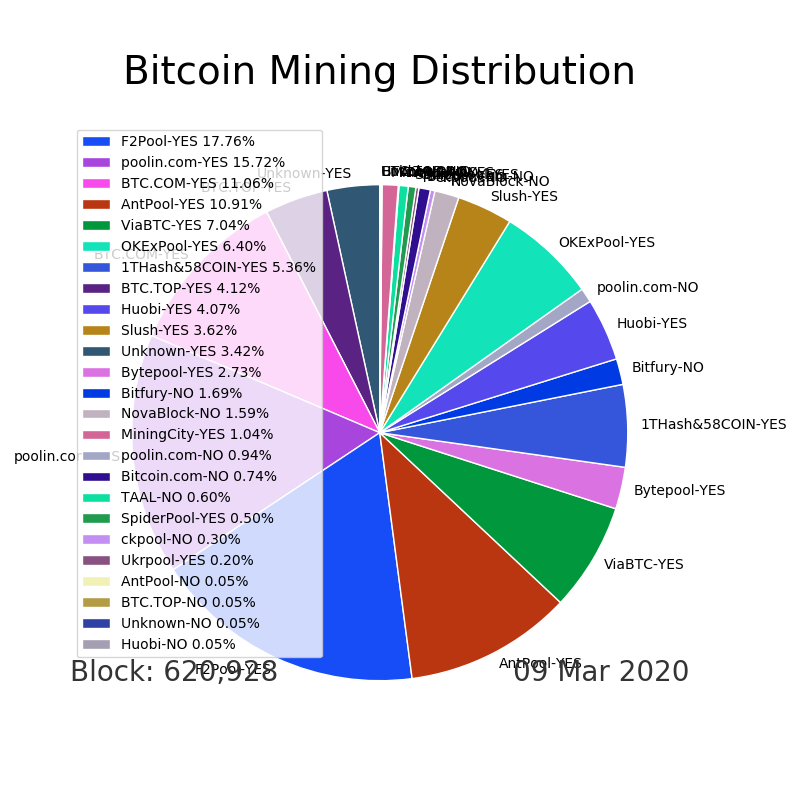 Bitcoin Mining Distribution
F2Pool-YES 17.76%
poolin.com-YES 15.72%
BTC.COM-YES 11.06%
AntPool-YES 10.91%
ViaBTC-YES 7.04%
OKExPool-YES 6.40%
1THash&58COIN-YES 5.36%
BTC.TOP-YES 4.12%
Huobi-YES 4.07%
Slush-YES 3.62%
Unknown-YES 3.42%
Bytepool-YES 2.73%
Bitfury-NO 1.69%
NovaBlock-NO 1.59%
MiningCity-YES 1.04%
poolin.com-NO 0.94%
Bitcoin.com-NO 0.74%
TAAL-NO 0.60%
SpiderPool-YES 0.50%
ckpool-NO 0.30%
Ukrpool-YES 0.20%
AntPool-NO 0.05%
BTC.TOP-NO 0.05%
Unknown-NO 0.05%
Huobi-NO 0.05%
Unknown-YES
BTC.TOP-YES
BTC.COM-YES
F2Pool-YES
AntPool-YES
ViaBTC-YES
Bytepool-YES
1THash&58COIN-YES
Bitfury-NO
Huobi-YES
poolin.com-NO
OKExPool-YES
Slush-YES
NovaBlock-NO
Block: 620,928
09 Mar 2020